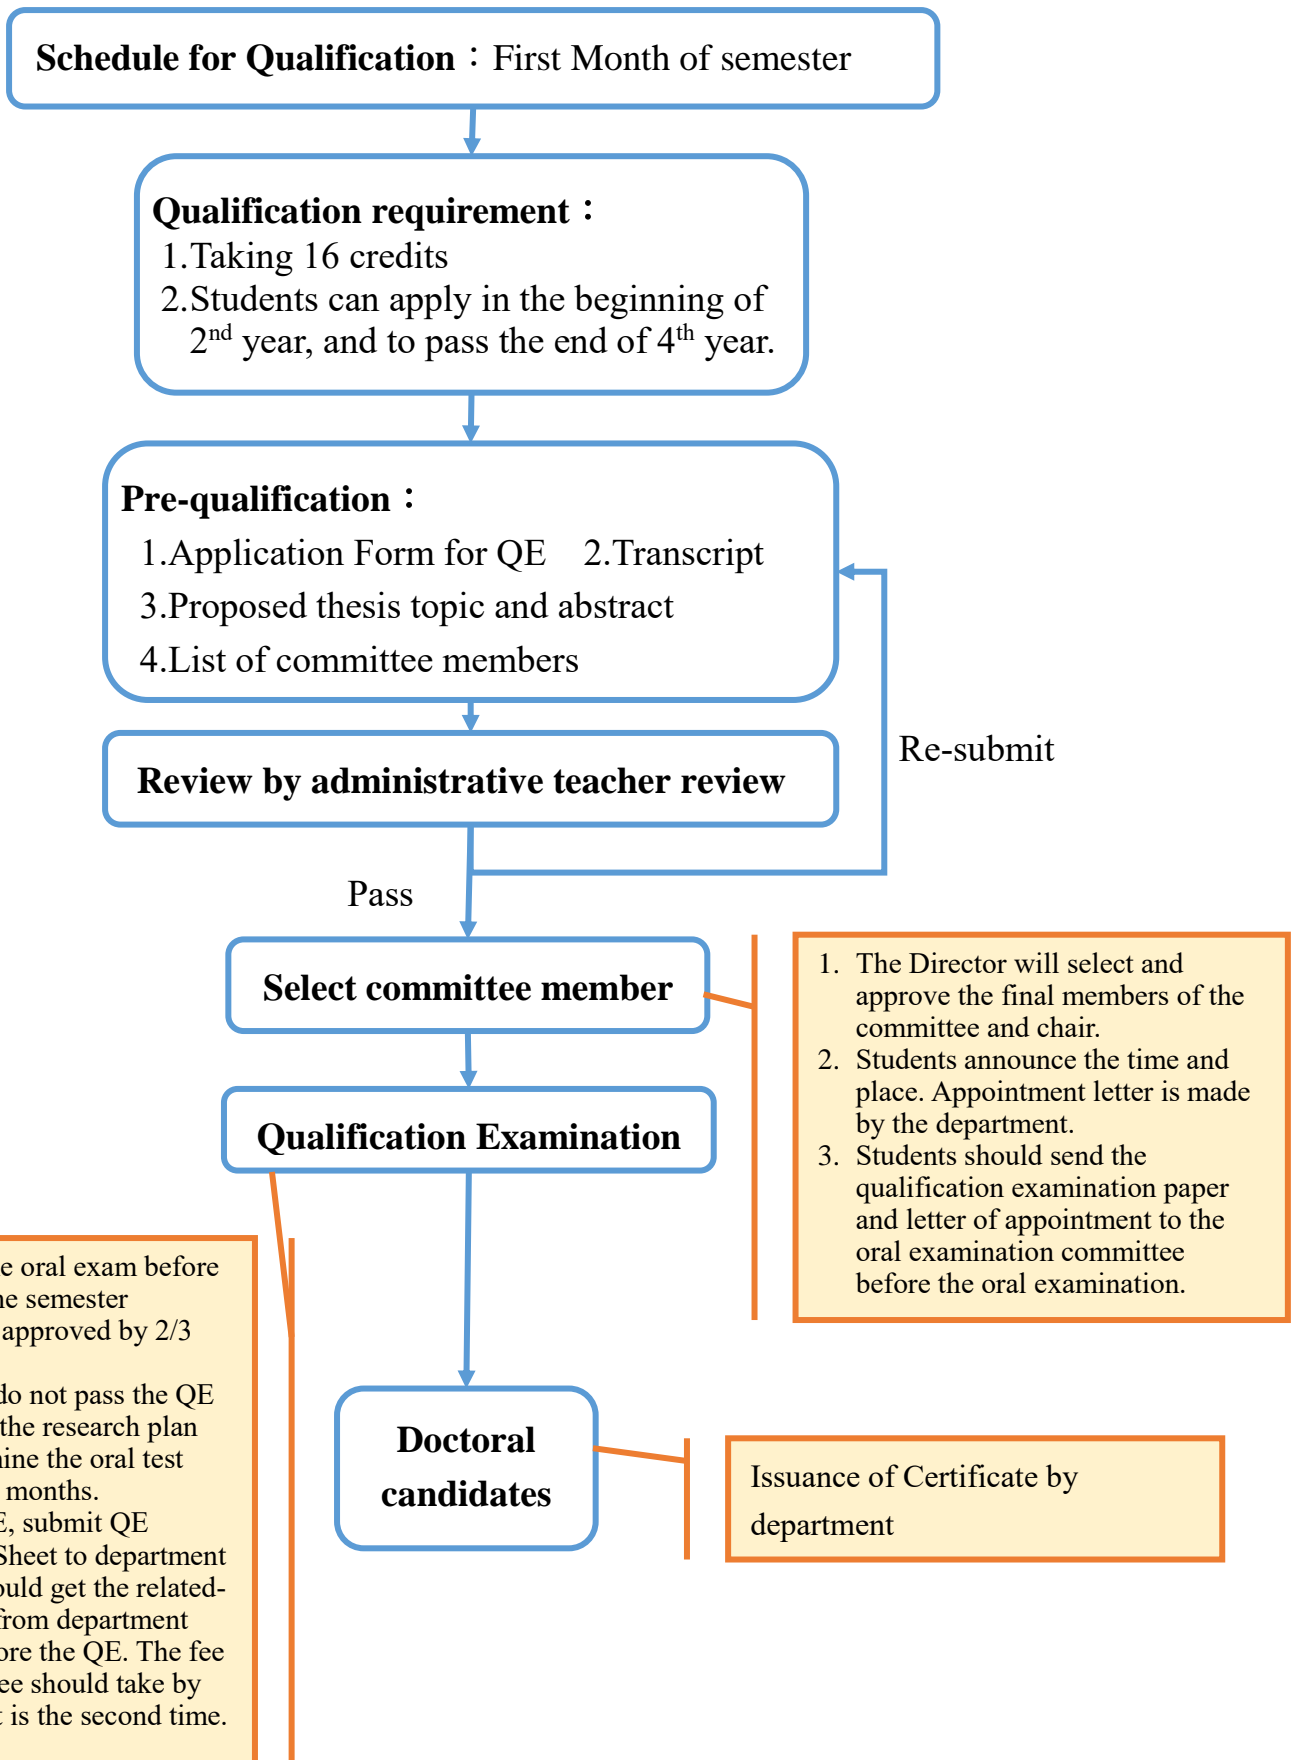 Schedule for Qualification：First Month of semester
Qualification requirement：
1.Taking 16 credits
2.Students can apply in the beginning of
2nd year, and to pass the end of 4th year.
Pre-qualification：
1.Application Form for QE 2.Transcript
3.Proposed thesis topic and abstract
4.List of committee members
Review by administrative teacher review
Re-submit
Pass
Select committee member
1. The Director will select and
approve the final members of the
committee and chair.
2. Students announce the time and
place. Appointment letter is made
by the department.
3. Students should send the
qualification examination paper
and letter of appointment to the
oral examination committee
before the oral examination.
Qualification Examination
oral exam before
semester
approved by 2/3
do not pass the QE
the research plan
the oral test
months.
submit QE
Sheet to department
get the related-
from department
the QE. The fee
should take by
is the second time.
Doctoral
candidates
Issuance of Certificate by
department